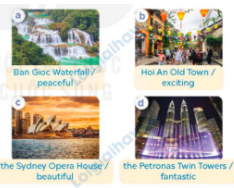 a
b
Ban Gioc Waterfall /
peaceful
Hoi An Old Town /
exciting
c
d
the Sydney Opera House /
beautiful
the Petronas Twin Towers /
fantastic